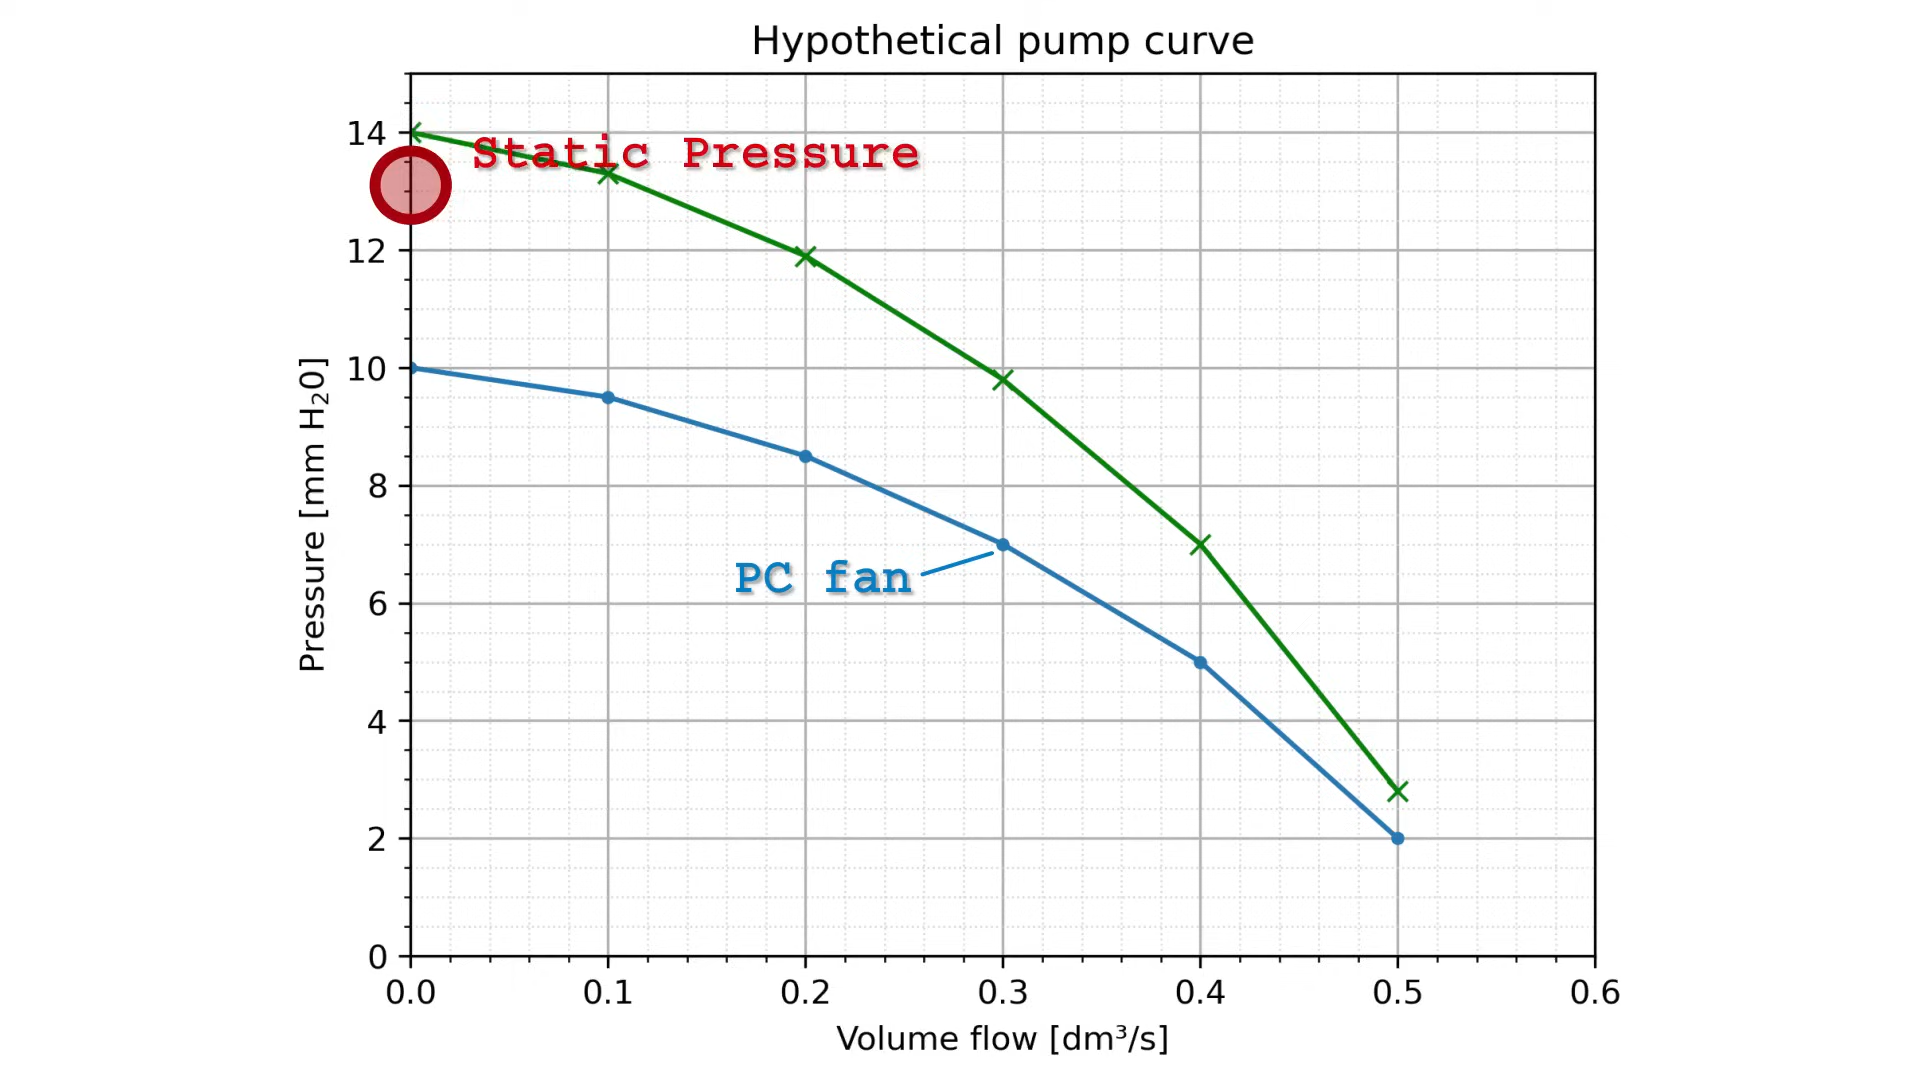 Hypothetical pump curve
Static Pressure
PC fan
14
12
10
8
6
4
2
0
Pressure [mm H₂0]
0.0 0.1 0.2 0.3 0.4 0.5 0.6
Volume flow [dm³/s]